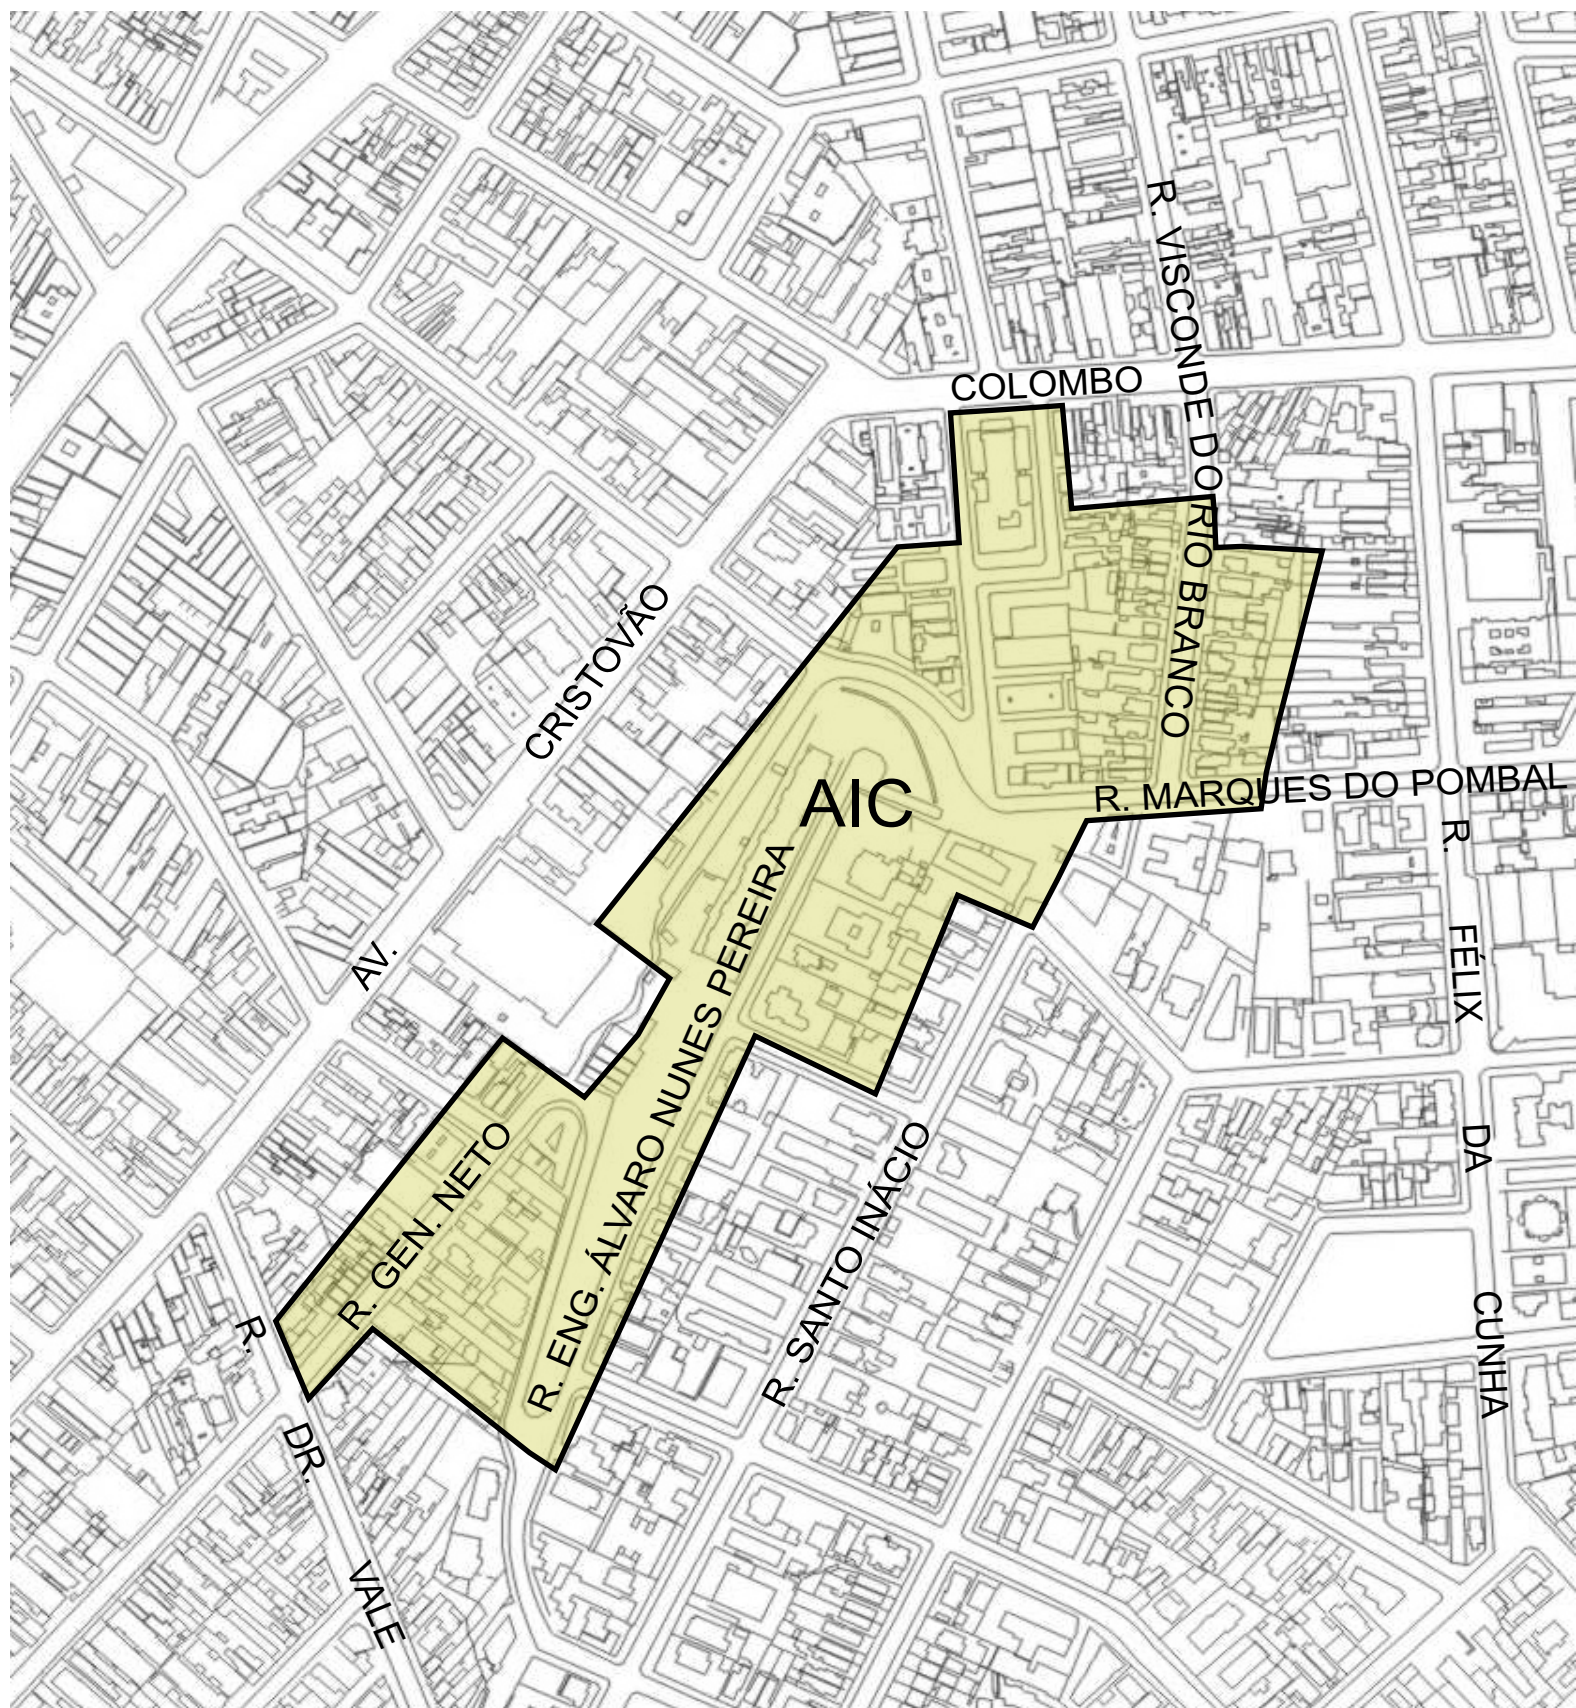 R. VISCONDE DO RIO BRANCO
AV. CRISTOVÃO COLOMBO
AIC
R. MARQUES DO POMBAL
R. ENG. ÁLVARO NUNES PEREIRA
R. FÉLIX DA CUNHA
R. GEN. NETO
R. SANTO INÁCIO
R. DR. VALE